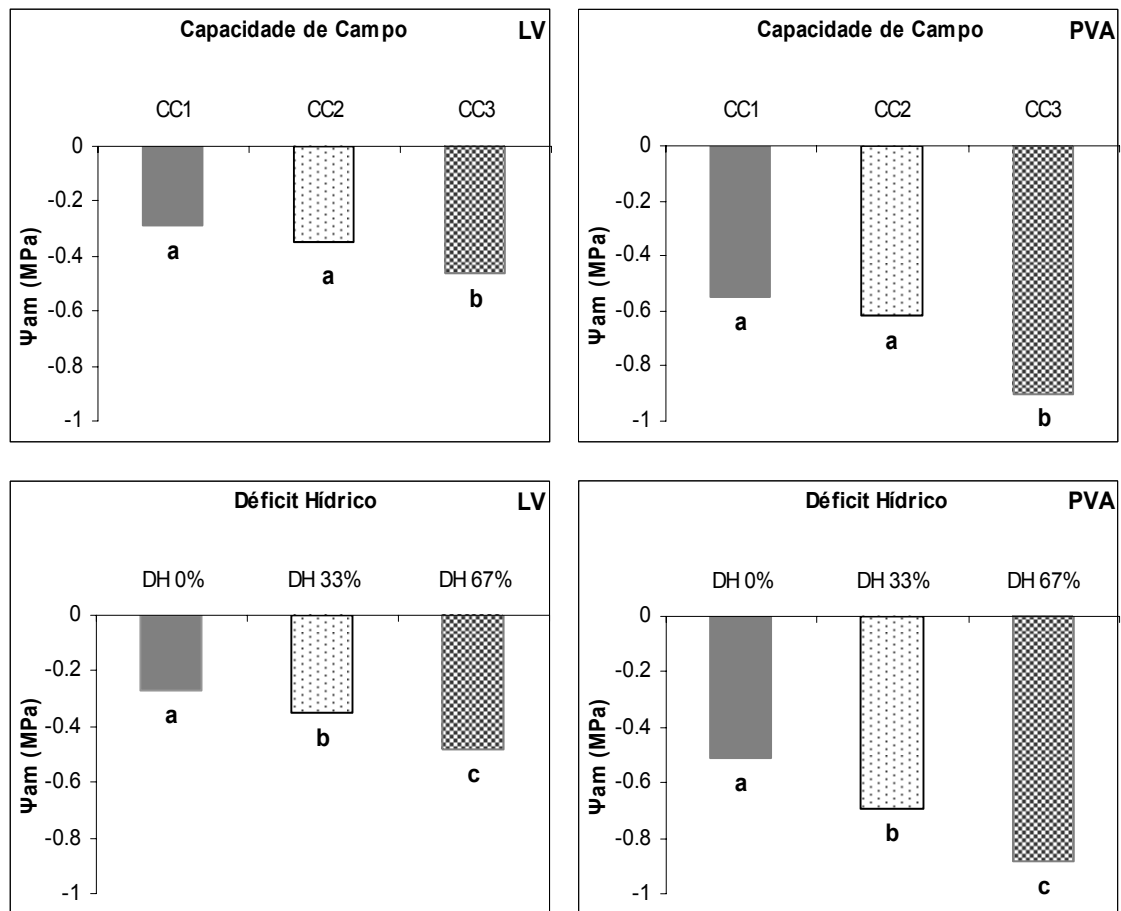 Capacidade de Campo LV
CC1 CC2 CC3
0
-0.2
-0.4
-0.6
-0.8
-1
Ψam (MPa)
a
a
b
Capacidade de Campo PVA
CC1 CC2 CC3
0
-0.2
-0.4
-0.6
-0.8
-1
Ψam (MPa)
a
a
b
Déficit Hídrico LV
DH 0% DH 33% DH 67%
0
-0.2
-0.4
-0.6
-0.8
-1
Ψam (MPa)
a
b
c
Déficit Hídrico PVA
DH 0% DH 33% DH 67%
0
-0.2
-0.4
-0.6
-0.8
-1
Ψam (MPa)
a
b
c